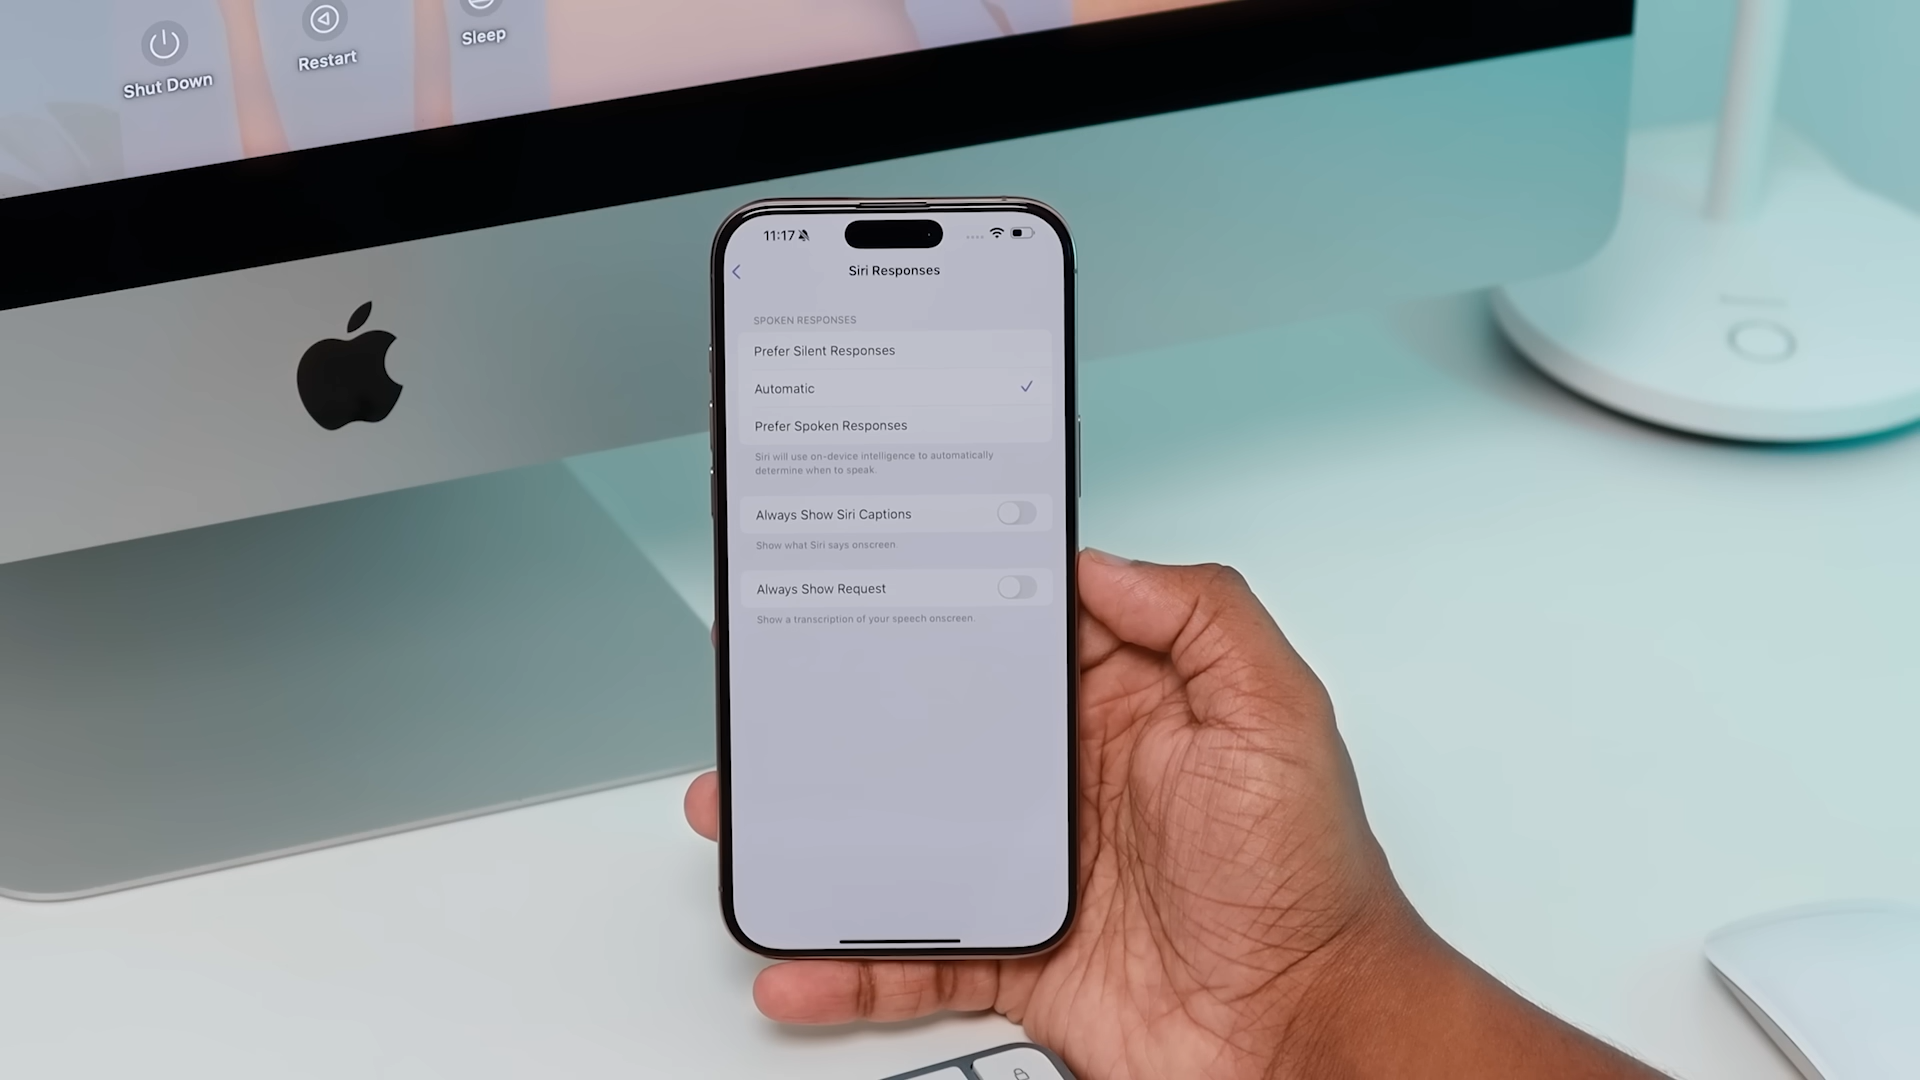 Shut Down
Restart
Sleep
11:17
Siri Responses
SPOKEN RESPONSES
Prefer Silent Responses
Automatic
Prefer Spoken Responses
Siri will use on-device intelligence to automatically
determine when to speak.
Always Show Siri Captions
Show what Siri says onscreen.
Always Show Request
Show a transcription of your speech onscreen.